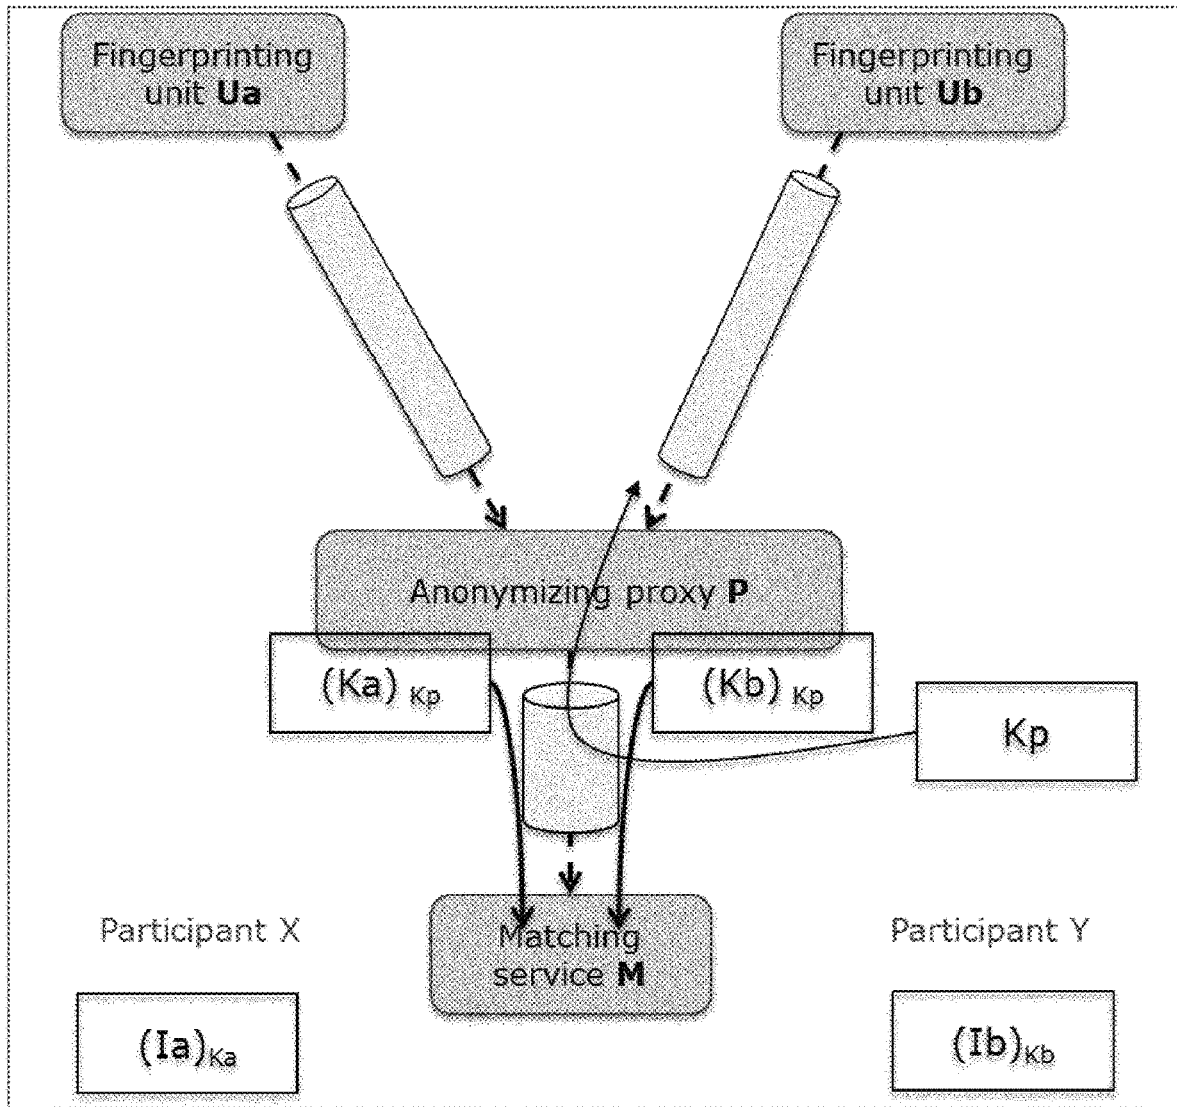 Fingerprinting
unit Ua
Fingerprinting
unit Ub
Anonymizing proxy P
(Ka) Kp
(Kb) Kp
Kp
Participant X
Matching
service M
Participant Y
(Ia)Ka
(Ib)Kb